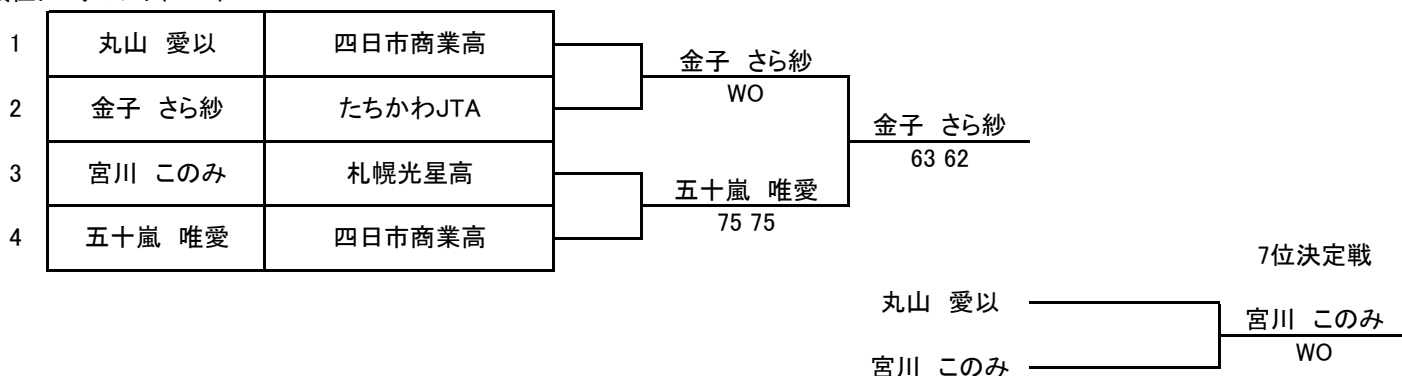 1 丸山 愛以 四日市商業高
金子 さら紗
WO
2 金子 さら紗 たちかわJTA
金子 さら紗
63 62
3 宮川 このみ 札幌光星高
五十嵐 唯愛
75 75
4 五十嵐 唯愛 四日市商業高
7位決定戦
丸山 愛以
宮川 このみ
WO
宮川 このみ